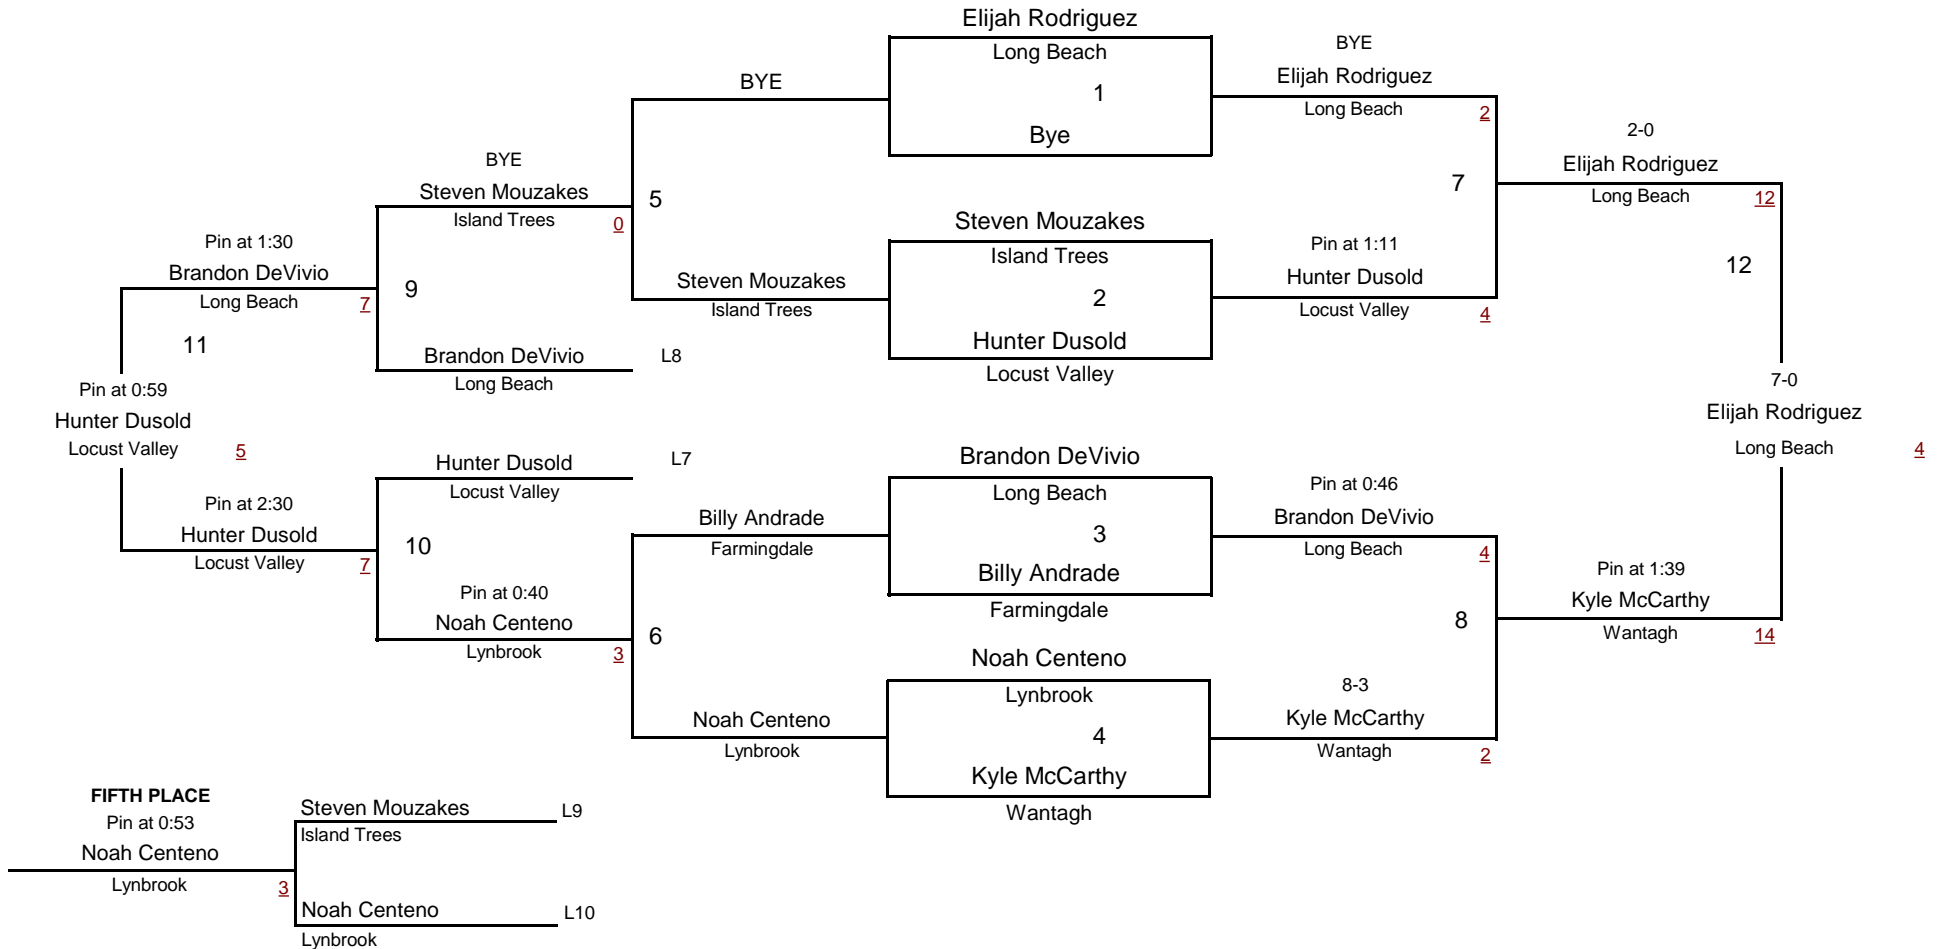 Elijah Rodriguez
Long Beach
1
Bye
BYE
BYE
Elijah Rodriguez
Long Beach
2
2-0
Elijah Rodriguez
Long Beach
12
BYE
Steven Mouzakes
Island Trees
0
5
7
12
Steven Mouzakes
Island Trees
2
Hunter Dusold
Locust Valley
Steven Mouzakes
Island Trees
Pin at 1:11
Hunter Dusold
Locust Valley
4
Pin at 1:30
Brandon DeVivio
Long Beach
7
9
11
Brandon DeVivio
Long Beach
L8
Pin at 0:59
Hunter Dusold
Locust Valley
5
7-0
Elijah Rodriguez
Long Beach
4
Hunter Dusold
Locust Valley
L7
Pin at 2:30
Hunter Dusold
Locust Valley
7
10
Brandon DeVivio
Long Beach
3
Billy Andrade
Farmingdale
Billy Andrade
Farmingdale
Pin at 0:46
Brandon DeVivio
Long Beach
4
Pin at 0:40
Noah Centeno
Lynbrook
3
6
8
Pin at 1:39
Kyle McCarthy
Wantagh
14
Noah Centeno
Lynbrook
4
Kyle McCarthy
Wantagh
Noah Centeno
Lynbrook
8-3
Kyle McCarthy
Wantagh
2
FIFTH PLACE
Pin at 0:53
Noah Centeno
Lynbrook
3
Steven Mouzakes
Island Trees
L9
Noah Centeno
Lynbrook
L10